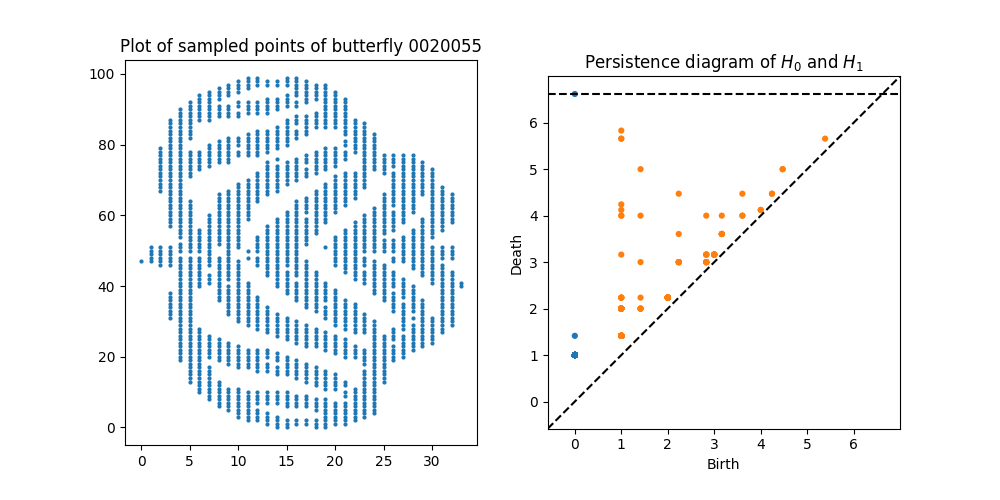 Plot of sampled points of butterfly 0020055
100
80
60
40
20
0
0 5 10 15 20 25 30
Persistence diagram of H₀ and H₁
Death
6
5
4
3
2
1
0
0 1 2 3 4 5 6
Birth